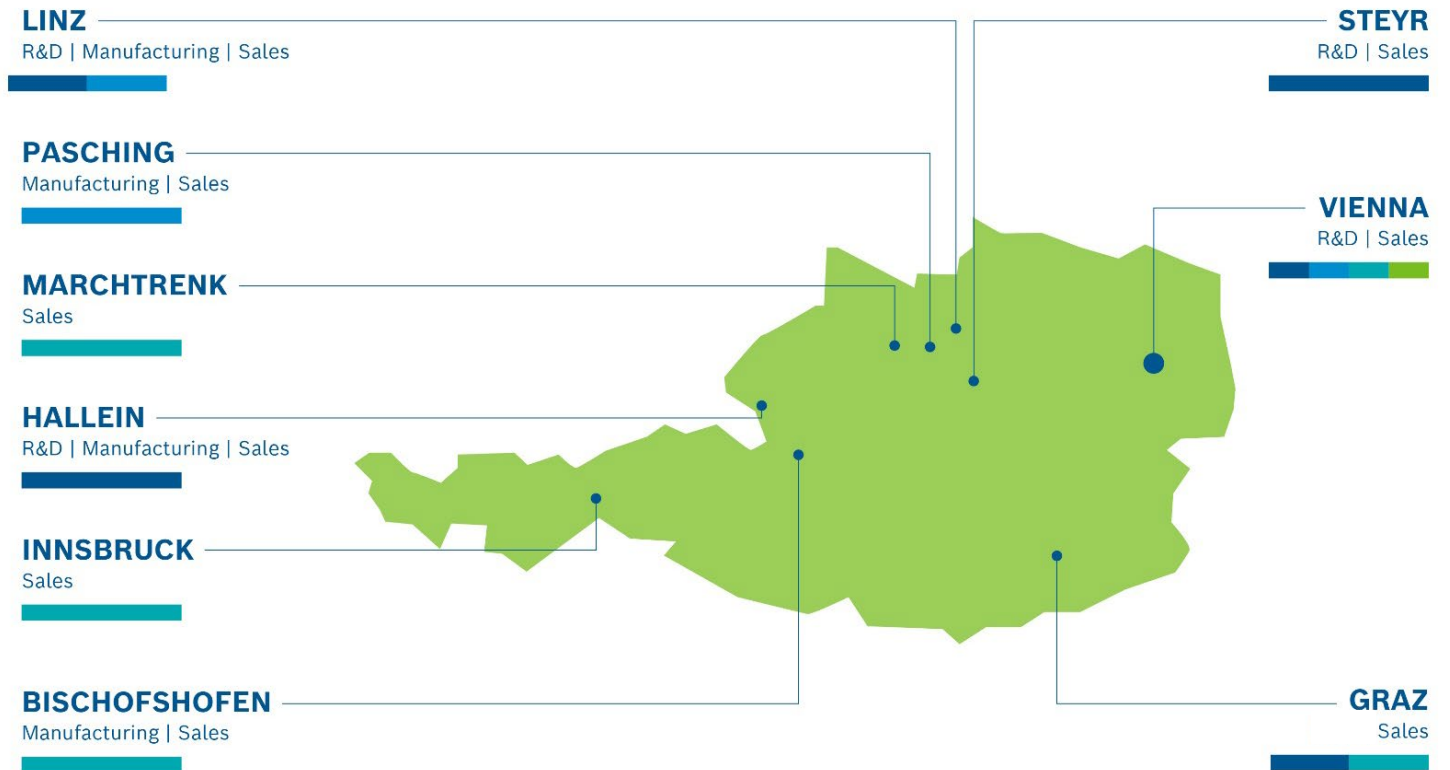 LINZ
R&D | Manufacturing | Sales
PASCHING
Manufacturing | Sales
MARCHTRENK
Sales
HALLEIN
R&D | Manufacturing | Sales
INNSBRUCK
Sales
BISCHOFSHOFEN
Manufacturing | Sales
STEYR
R&D | Sales
VIENNA
R&D | Sales
GRAZ
Sales